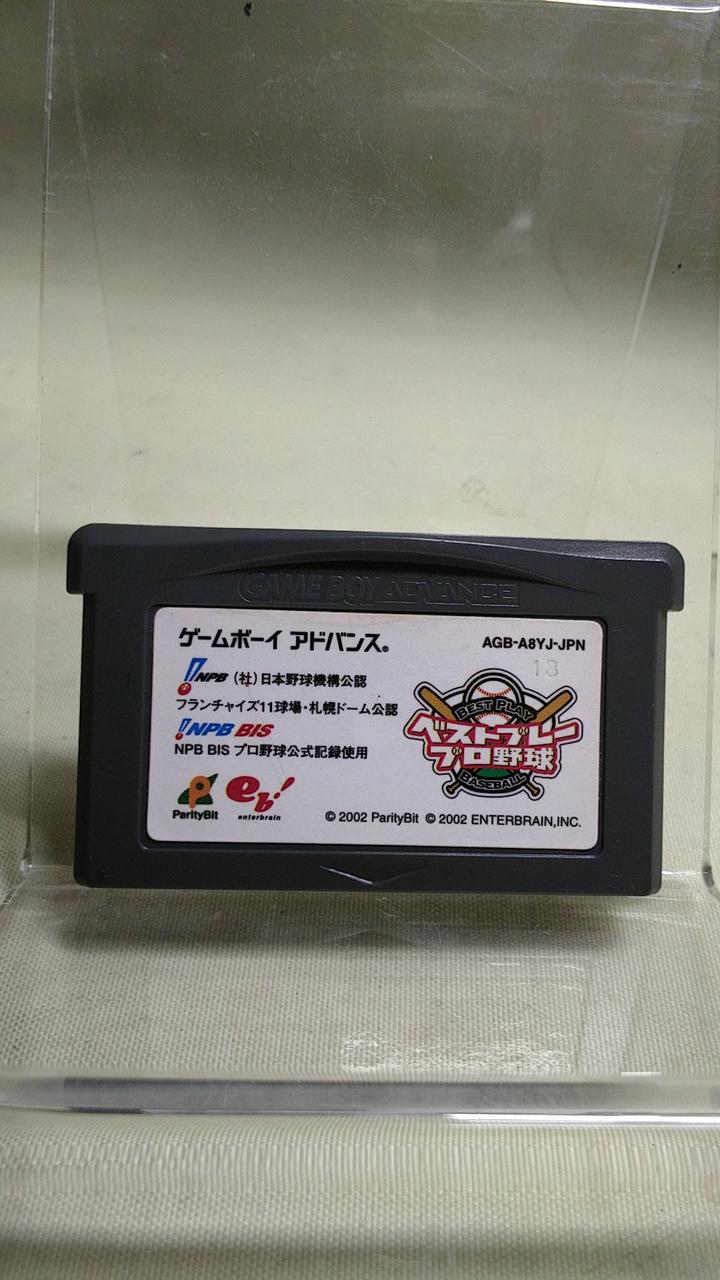 GAME BOY ADVANCE
ゲームボーイ アドバンス®
AGB-A8YJ-JPN
13
NPB (社)日本野球機構公認
フランチャイズ11球場・札幌ドーム公認
NPB BIS
NPB BIS プロ野球公式記録使用
BEST PLAY
ベストプレー
プロ野球
BASEBALL
ParityBit
eb!
enterbrain
© 2002 ParityBit © 2002 ENTERBRAIN,INC.